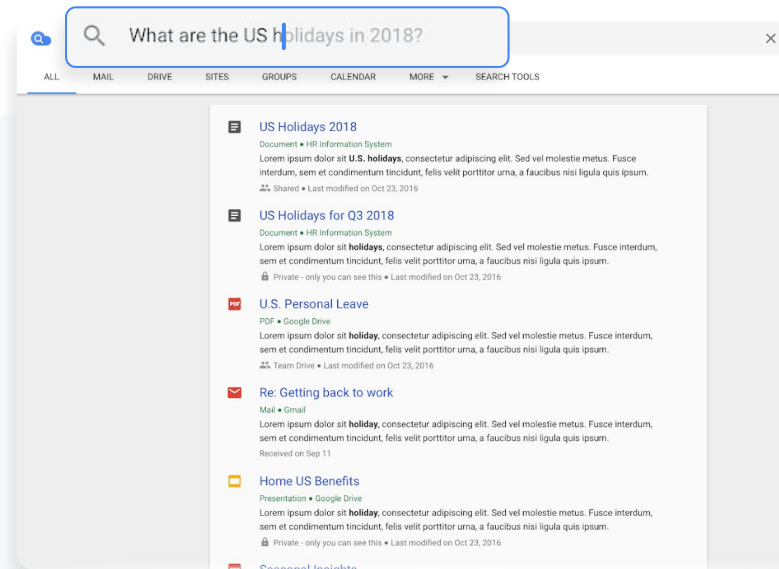 What are the US holidays in 2018?
ALL MAIL DRIVE SITES GROUPS CALENDAR MORE SEARCH TOOLS
US Holidays 2018
Document • HR Information System
Lorem ipsum dolor sit U.S. holidays, consectetur adipiscing elit. Sed vel molestie metus. Fusce
interdum, sem et condimentum tincidunt, felis velit porttitor urna, a faucibus nisi ligula quis ipsum.
Shared • Last modified on Oct 23, 2016
US Holidays for Q3 2018
Document • HR Information System
Lorem ipsum dolor sit holidays, consectetur adipiscing elit. Sed vel molestie metus. Fusce interdum,
sem et condimentum tincidunt, felis velit porttitor urna, a faucibus nisi ligula quis ipsum.
Private - only you can see this • Last modified on Oct 23, 2016
PDF
U.S. Personal Leave
PDF • Google Drive
Lorem ipsum dolor sit holiday, consectetur adipiscing elit. Sed vel molestie metus. Fusce interdum,
sem et condimentum tincidunt, felis velit porttitor urna, a faucibus nisi ligula quis ipsum.
Team Drive • Last modified on Oct 23, 2016
Re: Getting back to work
Mail • Gmail
Lorem ipsum dolor sit holiday, consectetur adipiscing elit. Sed vel molestie metus. Fusce interdum,
sem et condimentum tincidunt, felis velit porttitor urna, a faucibus nisi ligula quis ipsum.
Received on Sep 11
Home US Benefits
Presentation • Google Drive
Lorem ipsum dolor sit holiday, consectetur adipiscing elit. Sed vel molestie metus. Fusce interdum,
sem et condimentum tincidunt, felis velit porttitor urna, a faucibus nisi ligula quis ipsum.
Private - only you can see this • Last modified on Oct 23, 2016
Seasonal Insights